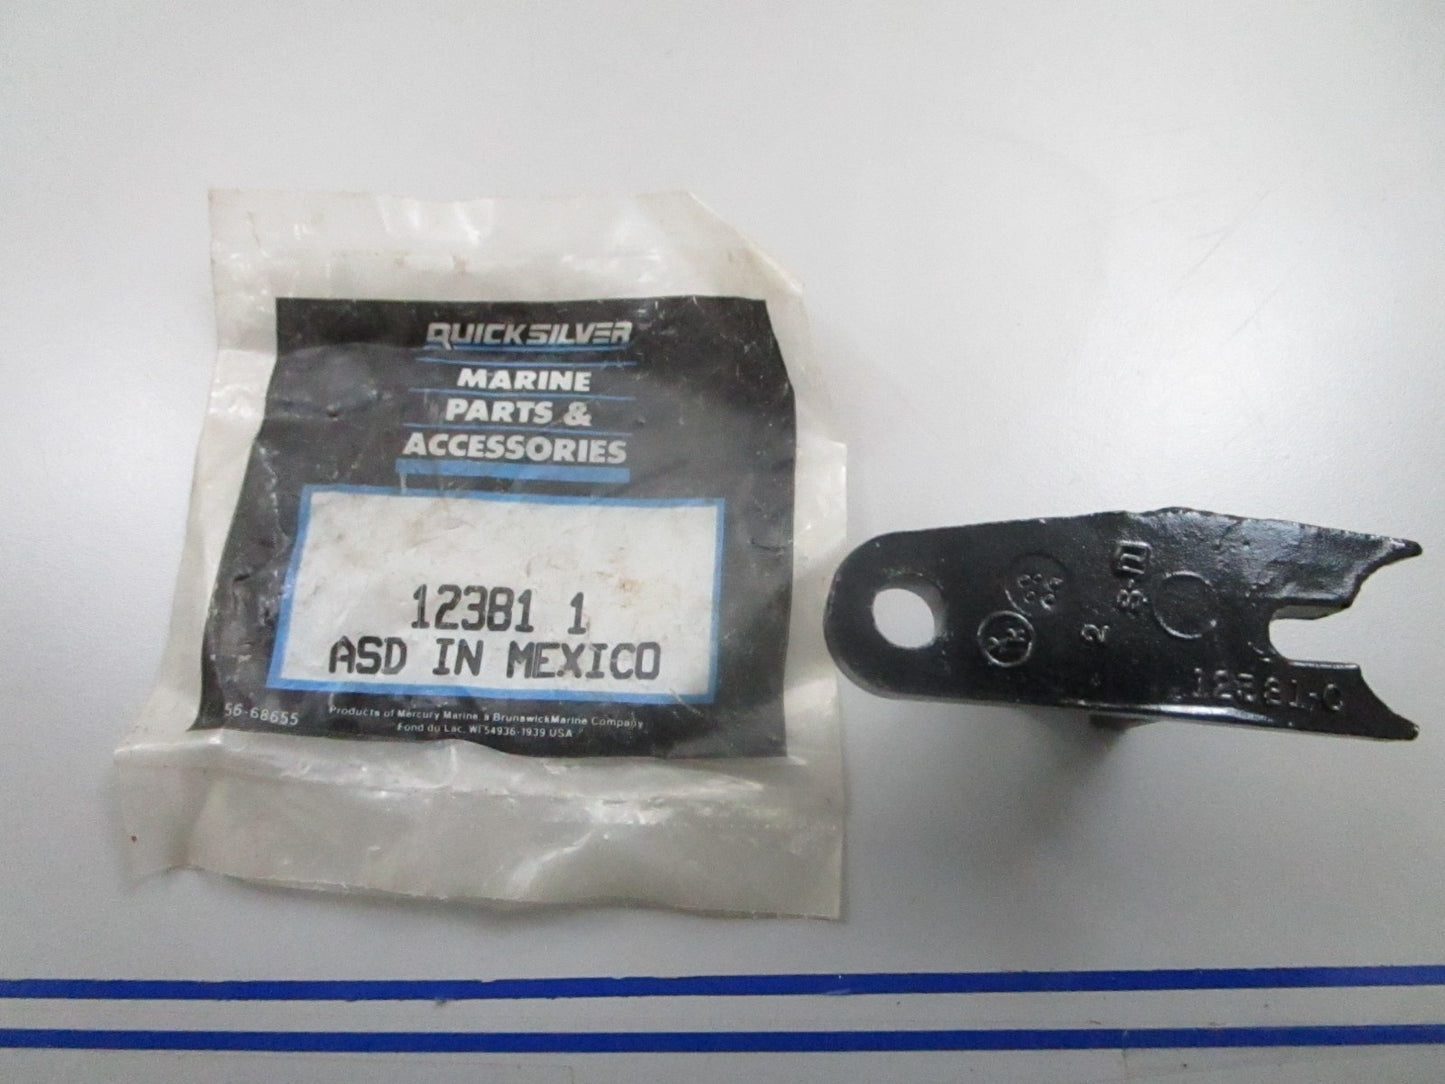 QUICKSILVER
MARINE
PARTS &
ACCESSORIES
12381 1
ASD IN MEXICO
56-68655
Products of Mercury Marine a Brunswick Marine Company
Fond du Lac, WI 54936-1939 USA
2
12381-C